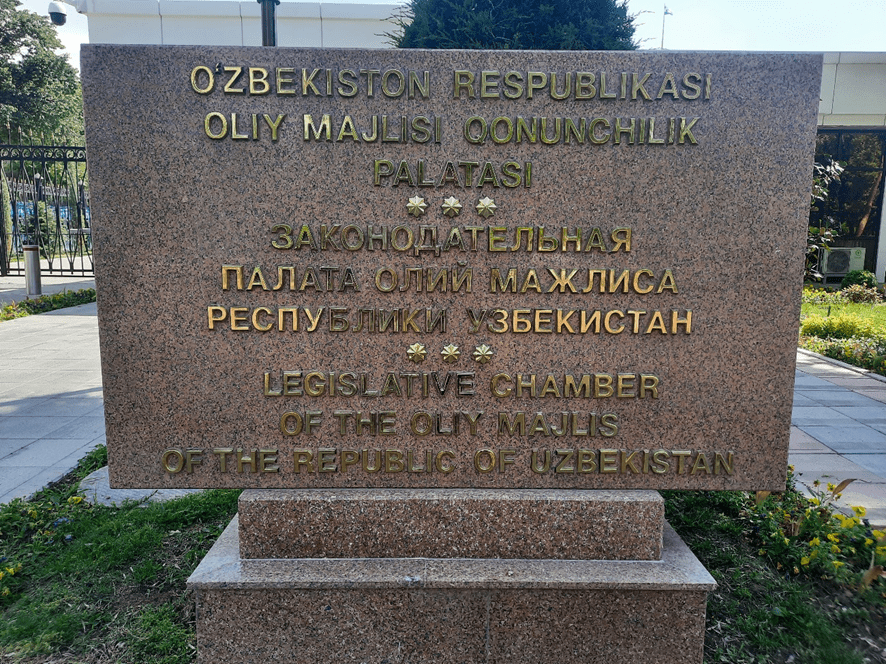 O'ZBEKISTON RESPUBLIKASI
OLIY MAJLISI QONUNCHILIK
PALATASI
ЗАКОНОДАТЕЛЬНАЯ
ПАЛАТА ОЛИЙ МАЖЛИСА
РЕСПУБЛИКИ УЗБЕКИСТАН
LEGISLATIVE CHAMBER
OF THE OLIY MAJLIS
OF THE REPUBLIC OF UZBEKISTAN